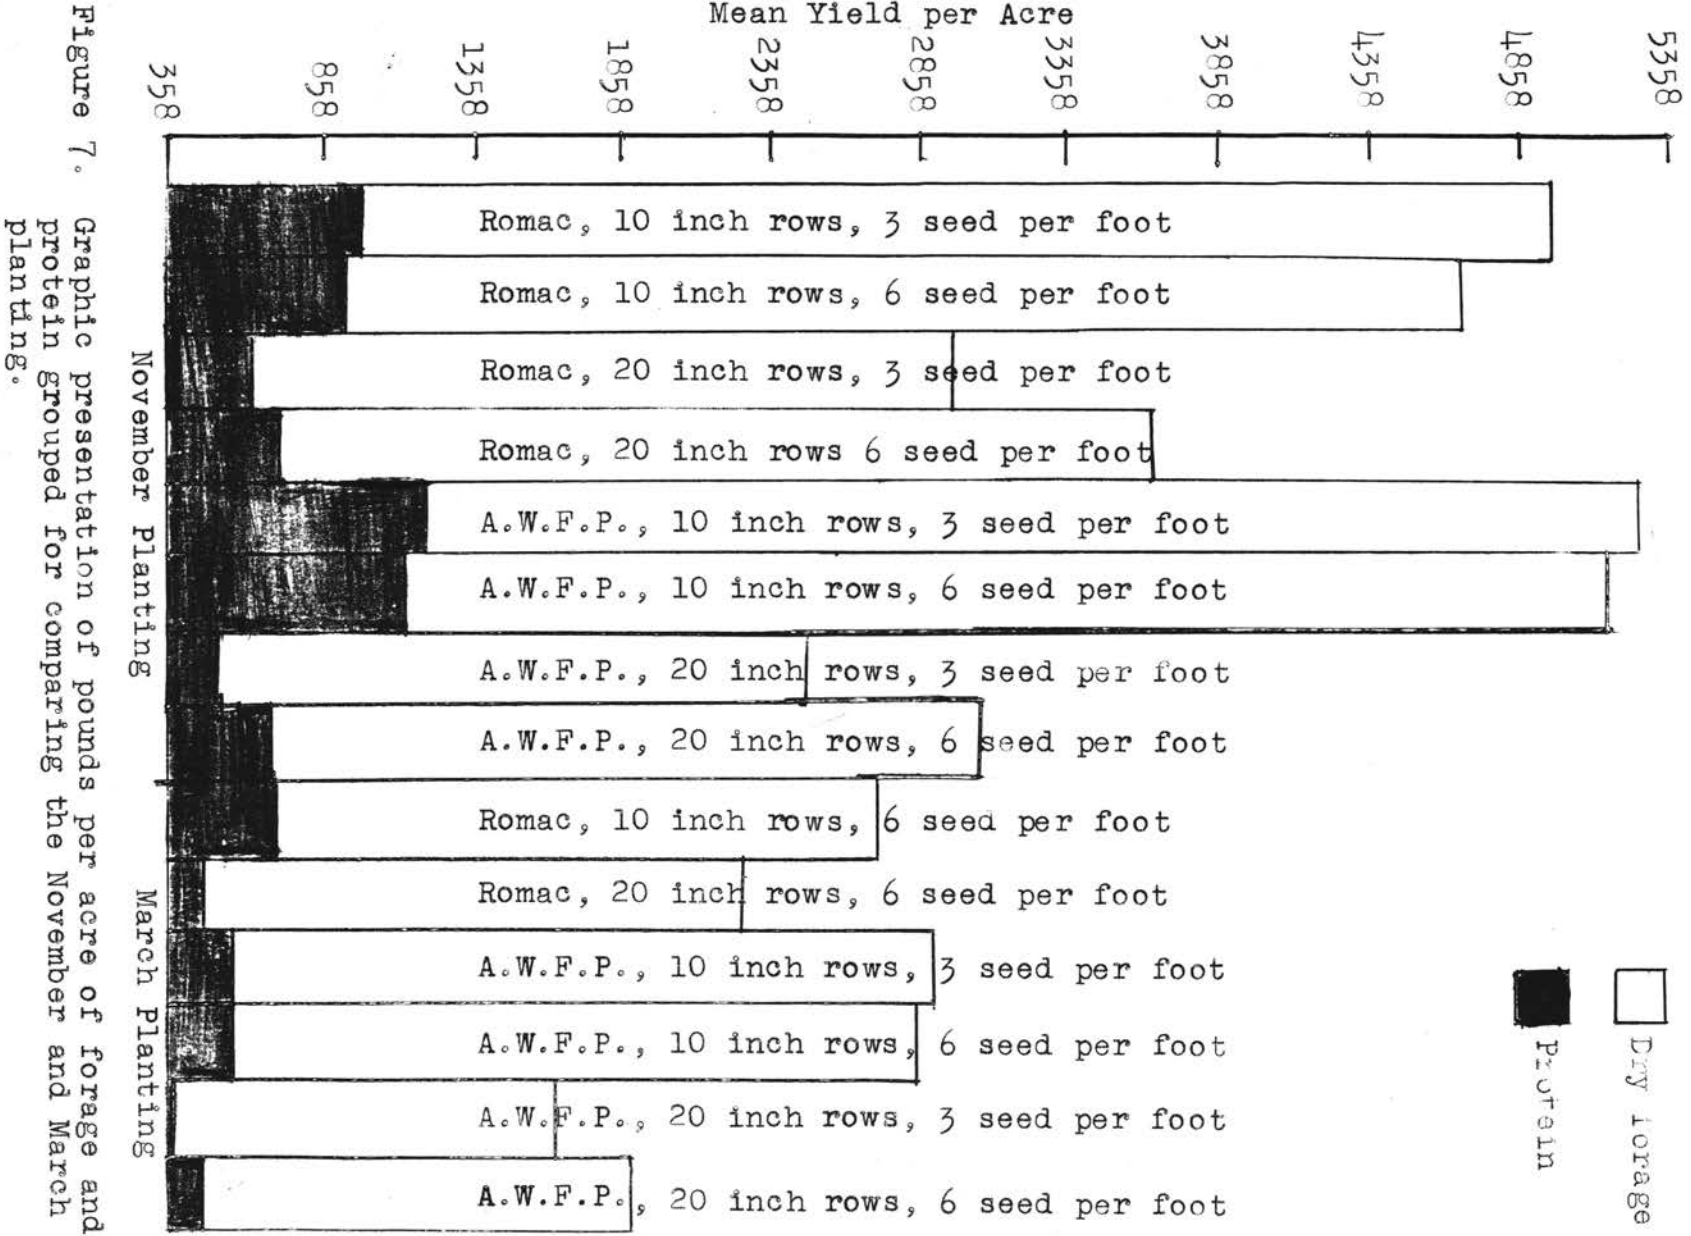 Mean Yield per Acre
358
858
1358
1858
2358
2858
3358
3858
4358
4858
5358
Romac, 10 inch rows, 3 seed per foot
Romac, 10 inch rows, 6 seed per foot
Romac, 20 inch rows, 3 seed per foot
Romac, 20 inch rows 6 seed per foot
A.W.F.P., 10 inch rows, 3 seed per foot
A.W.F.P., 10 inch rows, 6 seed per foot
A.W.F.P., 20 inch rows, 3 seed per foot
A.W.F.P., 20 inch rows, 6 seed per foot
Romac, 10 inch rows, 6 seed per foot
Romac, 20 inch rows, 6 seed per foot
A.W.F.P., 10 inch rows, 3 seed per foot
A.W.F.P., 10 inch rows, 6 seed per foot
A.W.F.P., 20 inch rows, 3 seed per foot
A.W.F.P., 20 inch rows, 6 seed per foot
November Planting
March Planting
Dry forage
Protein
Figure 7. Graphic presentation of pounds per acre of forage and
protein grouped for comparing the November and March
planting.